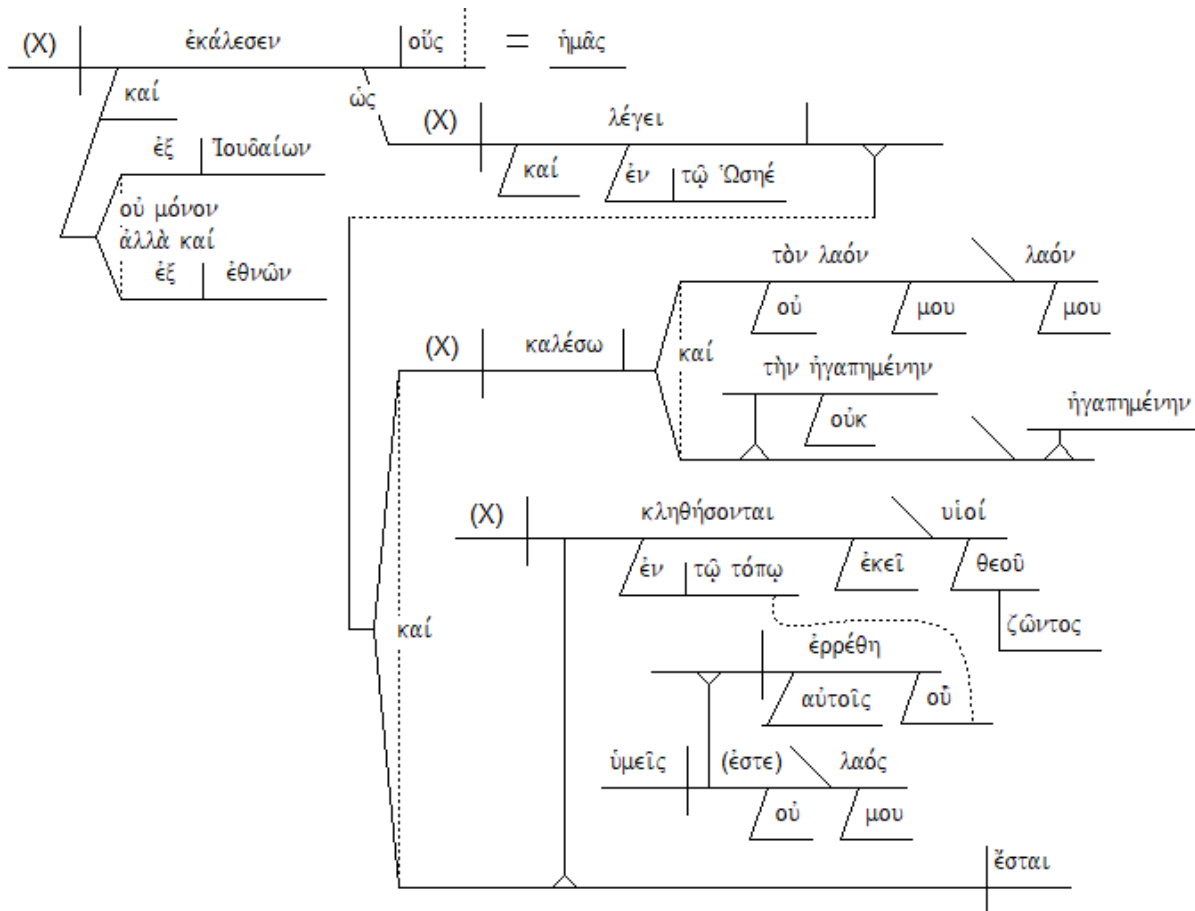 (X) ἐκάλεσεν οὕς = ἡμᾶς
καί ὡς
(X) λέγει
ἐξ Ἰουδαίων
καί ἐν τῷ Ὡσηέ
οὐ μόνον
ἀλλὰ καί
ἐξ ἐθνῶν
τὸν λαόν λαόν
οὐ μου μου
(X) καλέσω καί
τὴν ἠγαπημένην
οὐκ
ἠγαπημένην
(X) κληθήσονται υἱοί
ἐν τῷ τόπῳ ἐκεῖ θεοῦ
καί
ζῶντος
ἐρρέθη
αὐτοῖς οὗ
ὑμεῖς (ἐστε) λαός
οὐ μου
ἔσται